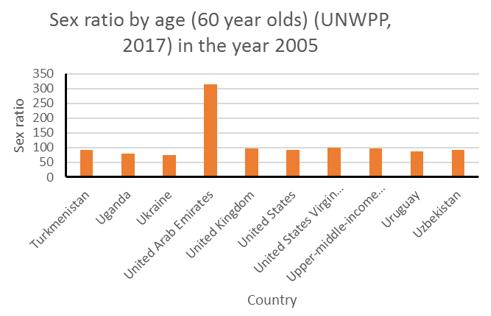 Sex ratio by age (60 year olds) (UNWPP,
2017) in the year 2005
Sex ratio
350
300
250
200
150
100
50
0
Turkmenistan
Uganda
Ukraine
United Arab Emirates
United Kingdom
United States
United States Virgin...
Upper-middle-income...
Uruguay
Uzbekistan
Country